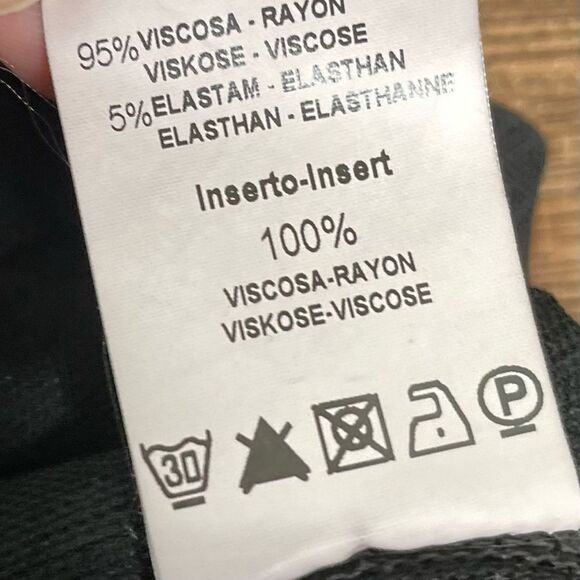 95% VISCOSA - RAYON
VISKOSE - VISCOSE
5% ELASTAM - ELASTHAN
ELASTHAN - ELASTHANNE
Inserto-Insert
100%
VISCOSA-RAYON
VISKOSE-VISCOSE
30 P